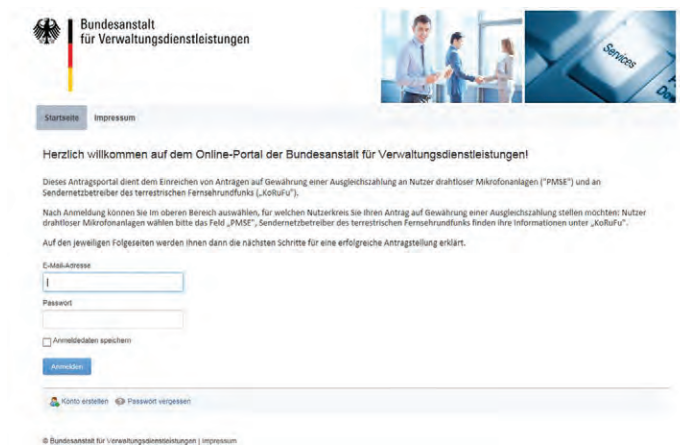 Bundesanstalt
für Verwaltungsdienstleistungen
Services
Startseite Impressum
Herzlich willkommen auf dem Online-Portal der Bundesanstalt für Verwaltungsdienstleistungen!
Dieses Antragsportal dient dem Einreichen von Anträgen auf Gewährung einer Ausgleichszahlung an Nutzer drahtloser Mikrofonanlagen ("PMSE") und an
Sendernetzbetreiber des terrestrischen Fernsehrundfunks („KoRuFu").
Nach Anmeldung können Sie im oberen Bereich auswählen, für welchen Nutzerkreis Sie Ihren Antrag auf Gewährung einer Ausgleichszahlung stellen möchten: Nutzer
drahtloser Mikrofonanlagen wählen bitte das Feld „PMSE", Sendernetzbetreiber des terrestrischen Fernsehrundfunks finden ihre Informationen unter „KoRuFu".
Auf den jeweiligen Folgeseiten werden Ihnen dann die nächsten Schritte für eine erfolgreiche Antragstellung erklärt.
E-Mail-Adresse
Passwort
Anmeldedaten speichern
Anmelden
Konto erstellen Passwort vergessen
© Bundesanstalt für Verwaltungsdienstleistungen | Impressum